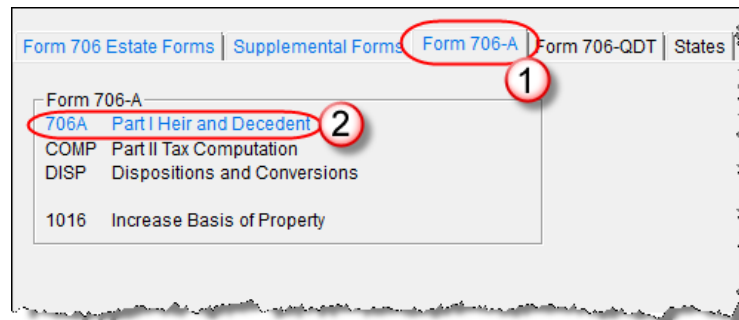 Form 706 Estate Forms Supplemental Forms Form 706-A Form 706-QDT States
1
Form 706-A
706A Part I Heir and Decedent 2
COMP Part II Tax Computation
DISP Dispositions and Conversions
1016 Increase Basis of Property